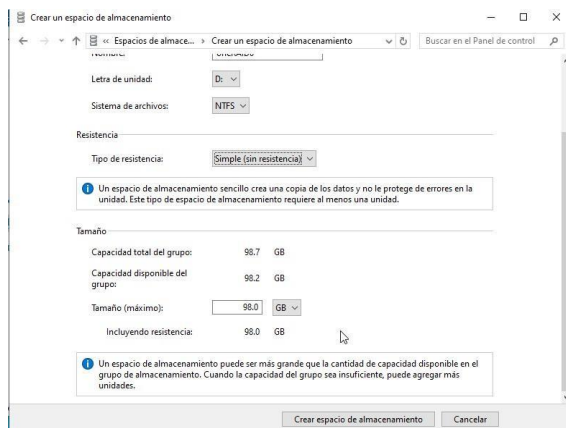 Crear un espacio de almacenamiento
« Espacios de almace... > Crear un espacio de almacenamiento
Buscar en el Panel de control
Letra de unidad:
D:
Sistema de archivos:
NTFS
Resistencia
Tipo de resistencia:
Simple (sin resistencia)
Un espacio de almacenamiento sencillo crea una copia de los datos y no le protege de errores en la
unidad. Este tipo de espacio de almacenamiento requiere al menos una unidad.
Tamaño
Capacidad total del grupo:
98.7 GB
Capacidad disponible del
grupo:
98.2 GB
Tamaño (máximo):
98.0 GB
Incluyendo resistencia:
98.0 GB
Un espacio de almacenamiento puede ser más grande que la cantidad de capacidad disponible en el
grupo de almacenamiento. Cuando la capacidad del grupo sea insuficiente, puede agregar más
unidades.
Crear espacio de almacenamiento
Cancelar